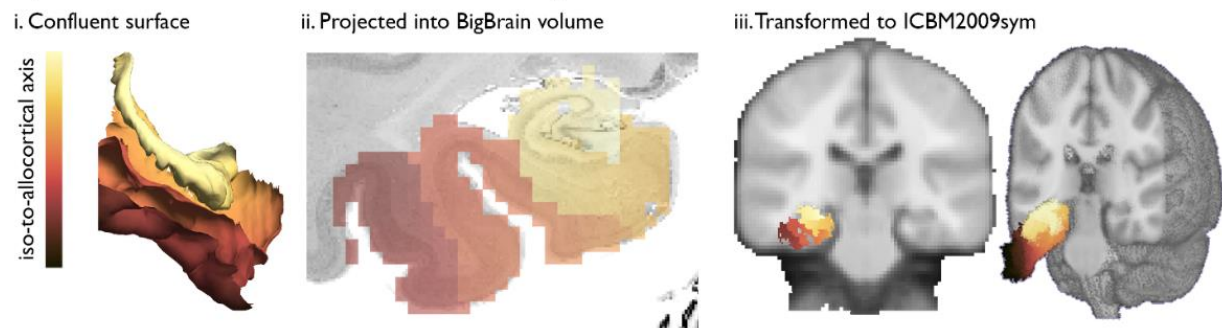 i. Confluent surface
ii. Projected into BigBrain volume
iii. Transformed to ICBM2009sym
iso-to-allocortical axis